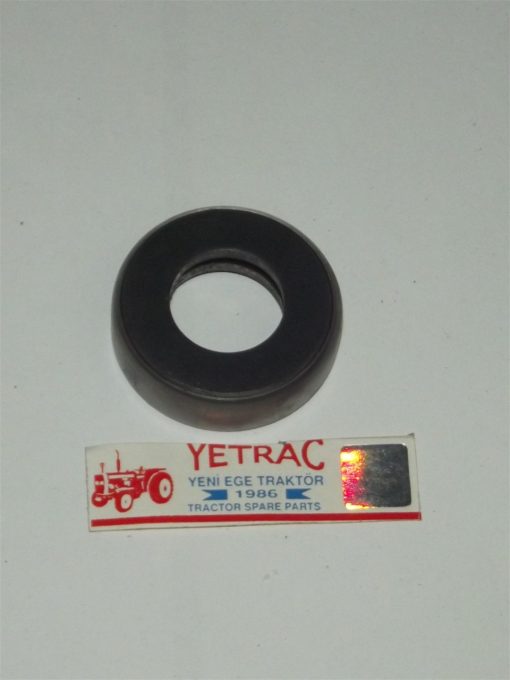 YETRAC
YENİ EGE TRAKTÖR
1986
TRACTOR SPARE PARTS